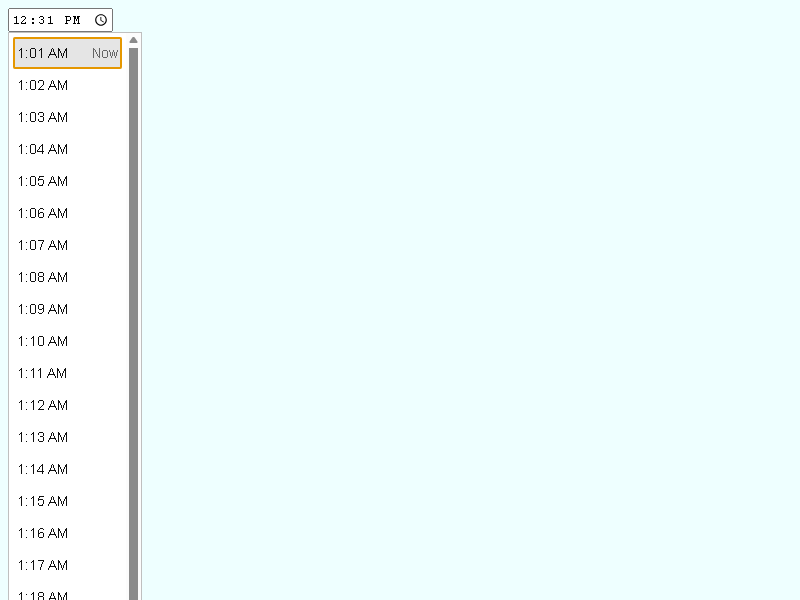 12:31 PM
1:01 AM Now
1:02 AM
1:03 AM
1:04 AM
1:05 AM
1:06 AM
1:07 AM
1:08 AM
1:09 AM
1:10 AM
1:11 AM
1:12 AM
1:13 AM
1:14 AM
1:15 AM
1:16 AM
1:17 AM
1:18 AM